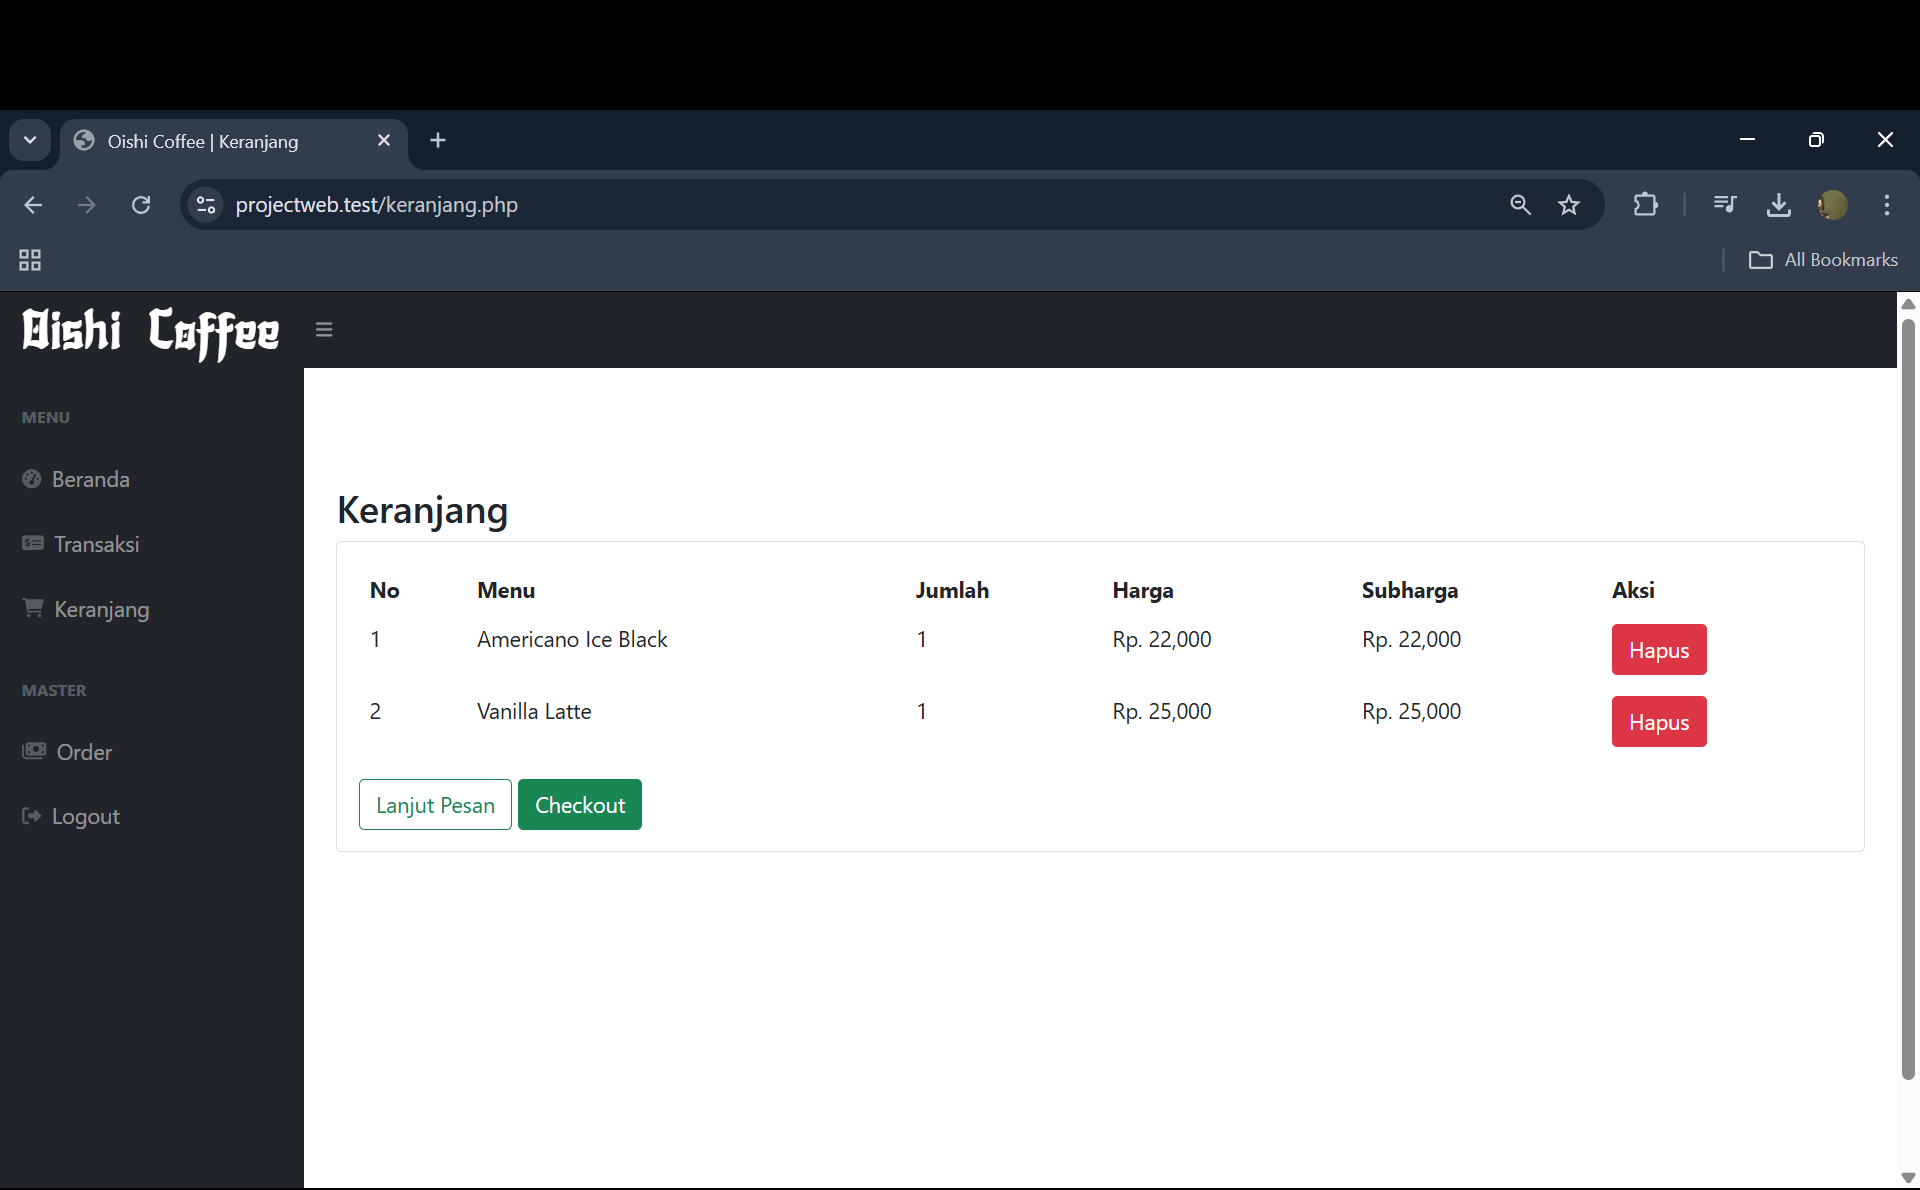 Oishi Coffee | Keranjang
projectweb.test/keranjang.php
All Bookmarks
Oishi Coffee
MENU
Beranda
Transaksi
Keranjang
MASTER
Order
Logout
Keranjang
No Menu Jumlah Harga Subharga Aksi
1 Americano Ice Black 1 Rp. 22,000 Rp. 22,000 Hapus
2 Vanilla Latte 1 Rp. 25,000 Rp. 25,000 Hapus
Lanjut Pesan Checkout